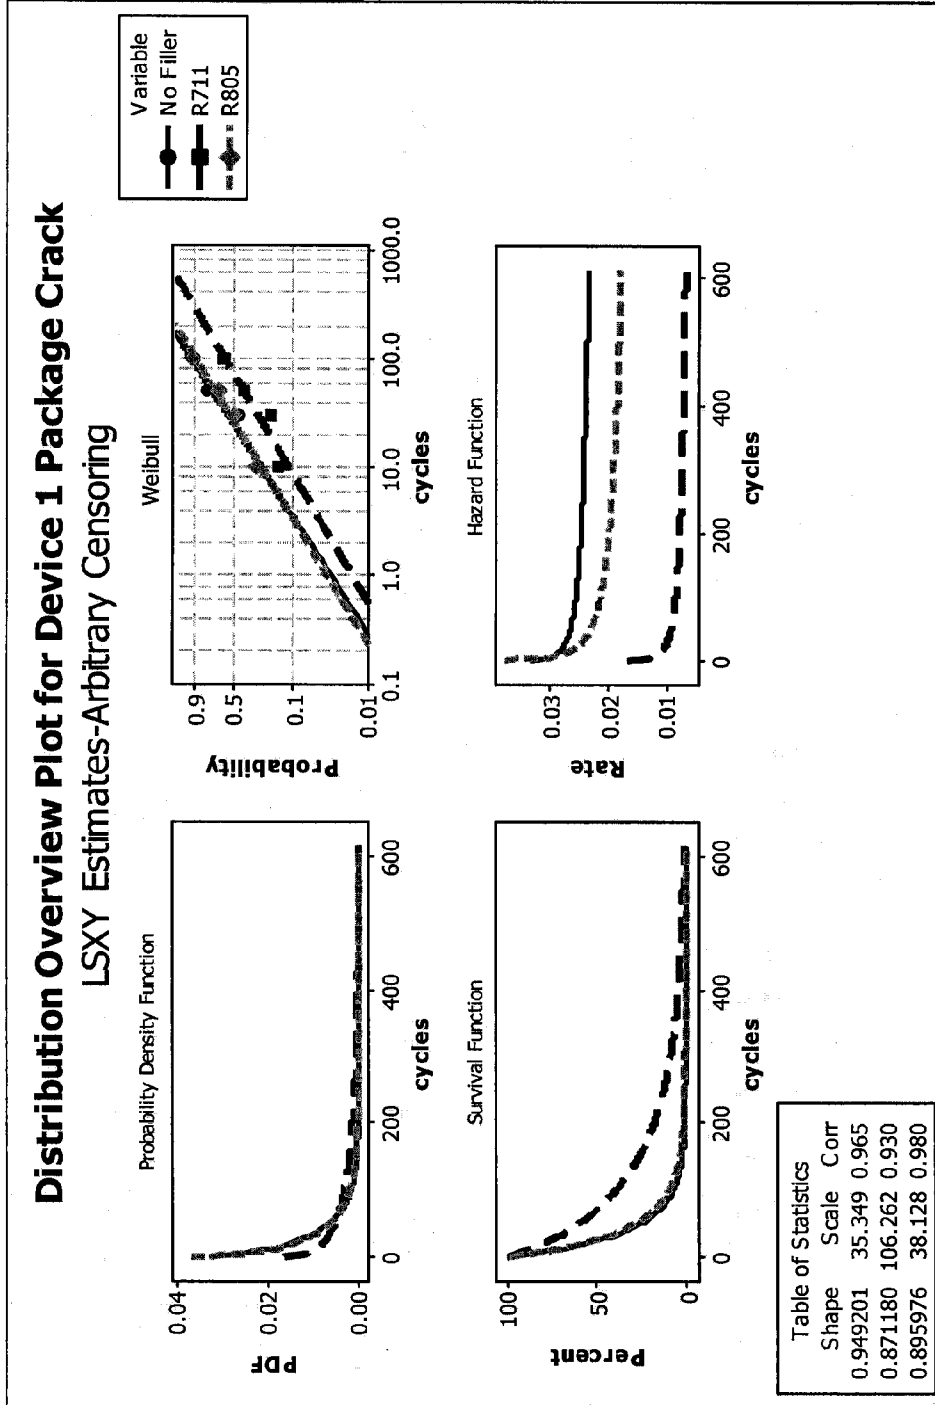 Distribution Overview Plot for Device 1 Package Crack
LSXY Estimates-Arbitrary Censoring
Probability Density Function
PDF
0.04
0.02
0.00
0
200
400
600
cycles
Weibull
Probability
0.9
0.5
0.1
0.01
0.1
1.0
10.0
100.0
1000.0
cycles
Variable
No Filler
R711
R805
Survival Function
Percent
100
50
0
0
200
400
600
cycles
Hazard Function
Rate
0.03
0.02
0.01
0
200
400
600
cycles
Table of Statistics
Shape Scale Corr
0.949201 35.349 0.965
0.871180 106.262 0.930
0.895976 38.128 0.980